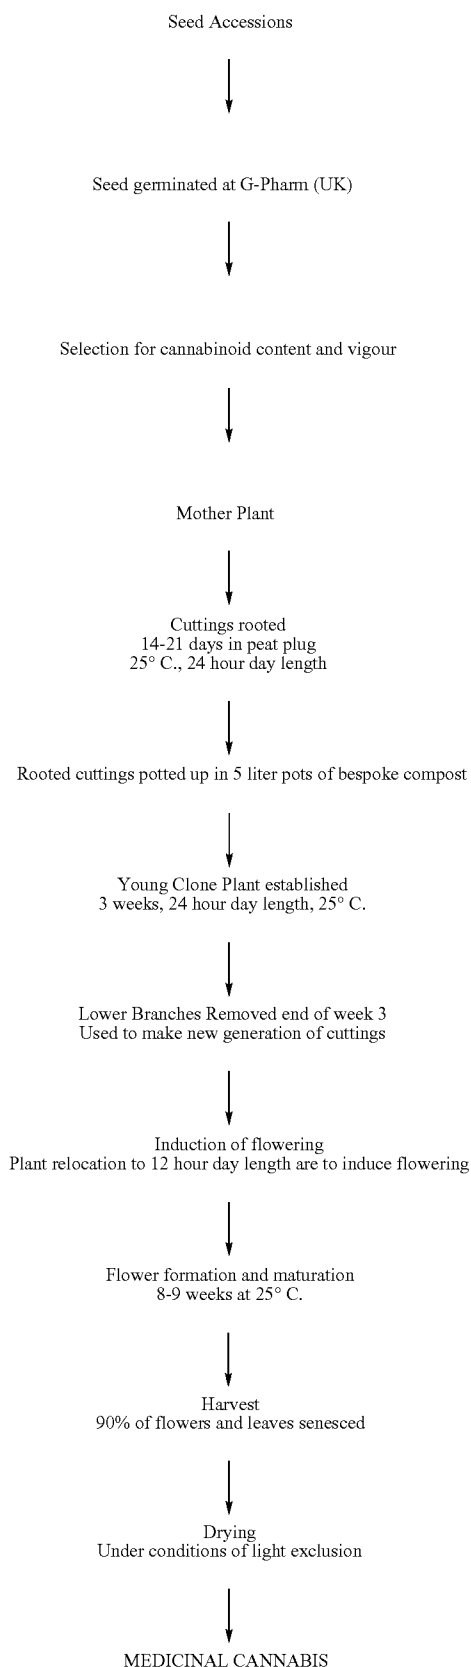 Seed Accessions
Seed germinated at G-Pharm (UK)
Selection for cannabinoid content and vigour
Mother Plant
Cuttings rooted
14-21 days in peat plug
25° C., 24 hour day length
Rooted cuttings potted up in 5 liter pots of bespoke compost
Young Clone Plant established
3 weeks, 24 hour day length, 25° C.
Lower Branches Removed end of week 3
Used to make new generation of cuttings
Induction of flowering
Plant relocation to 12 hour day length are to induce flowering
Flower formation and maturation
8-9 weeks at 25° C.
Harvest
90% of flowers and leaves senesced
Drying
Under conditions of light exclusion
MEDICINAL CANNABIS